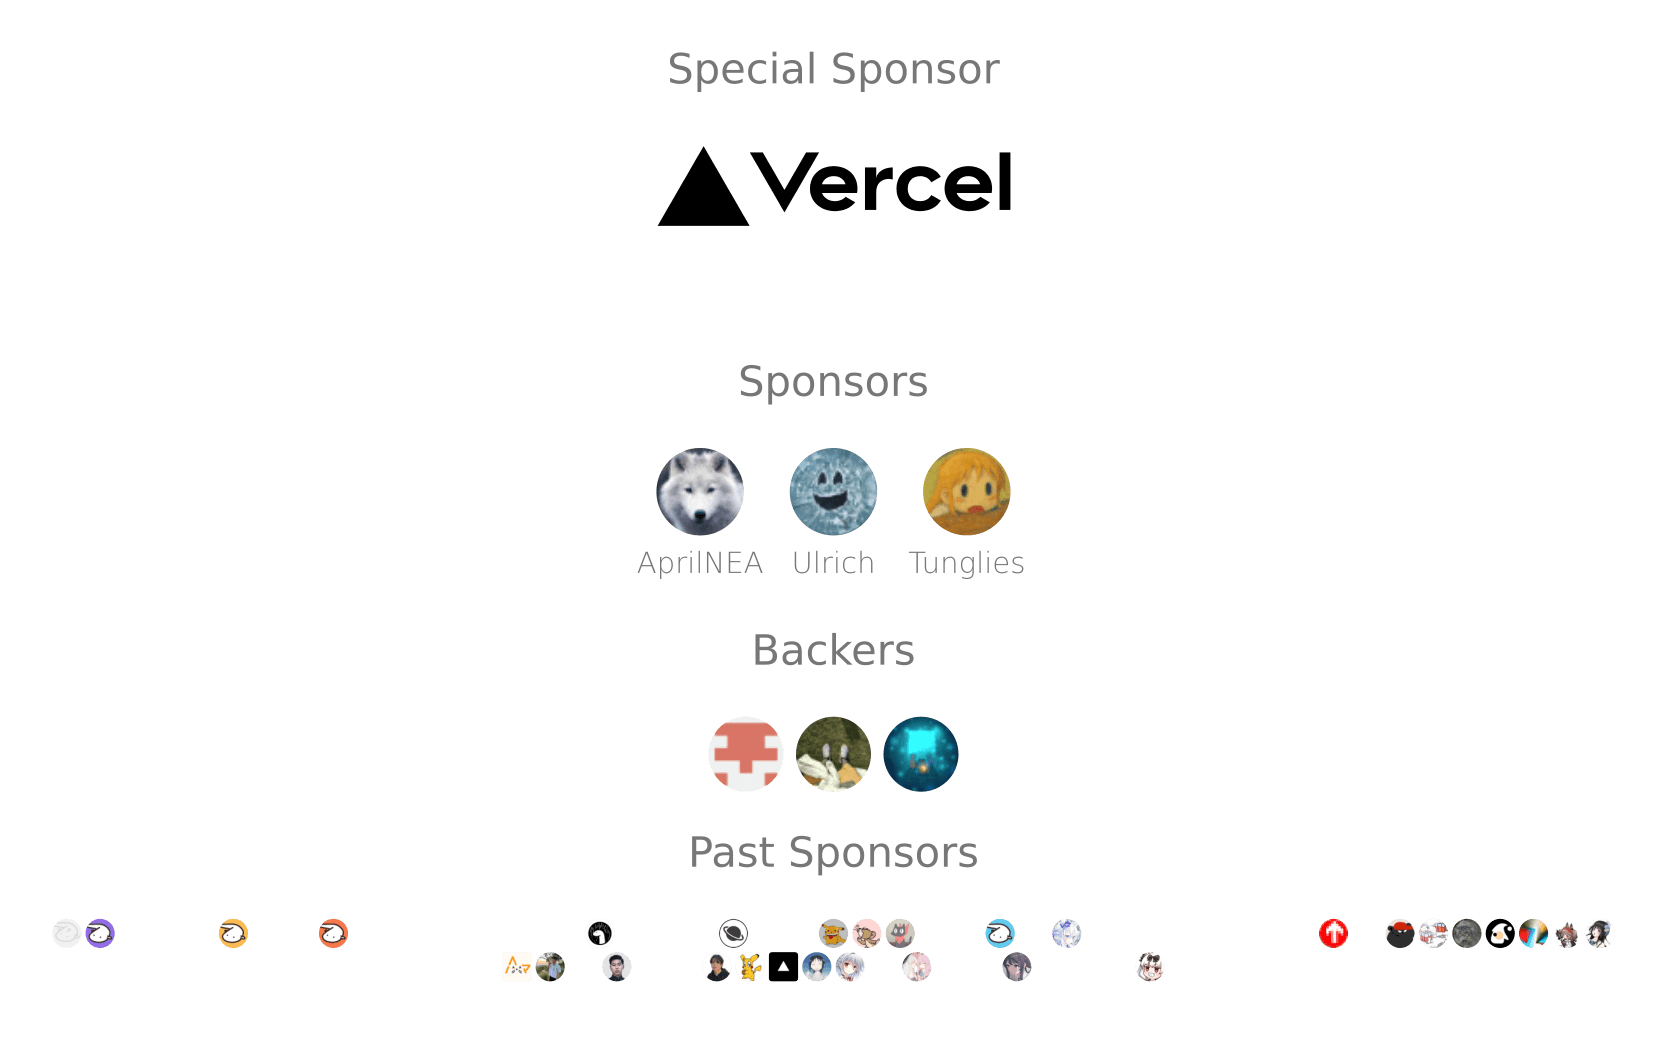 Special Sponsor
Vercel
Sponsors
AprilNEA Ulrich Tunglies
Backers
Past Sponsors